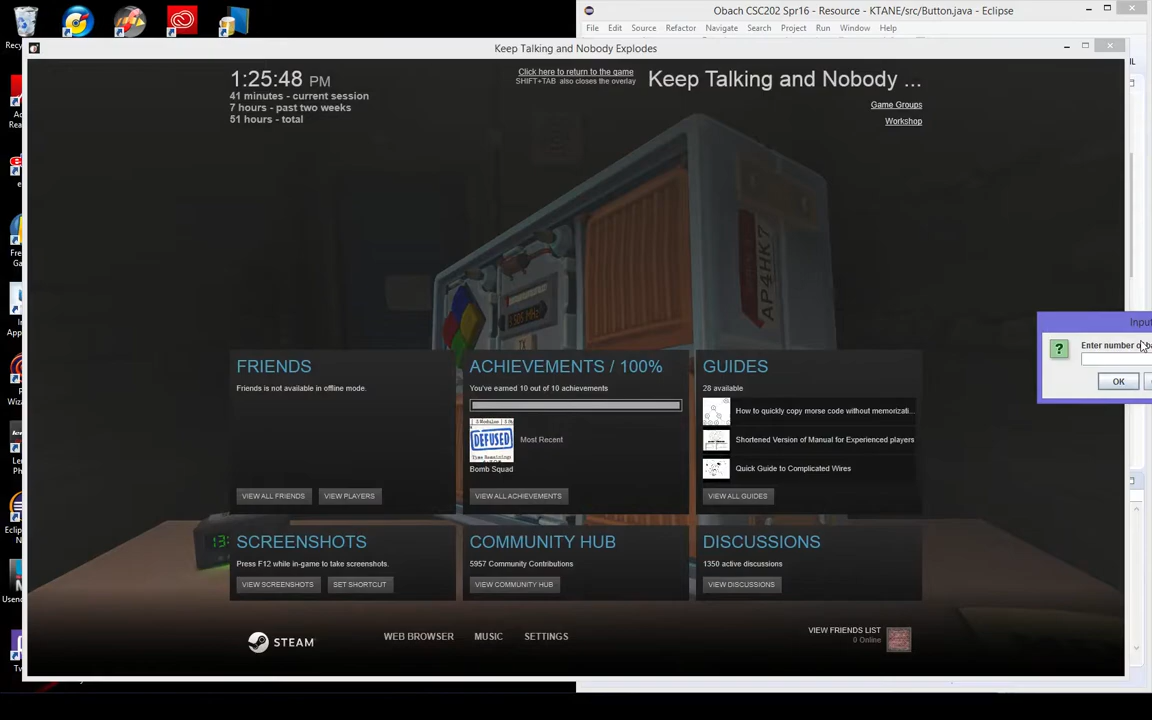 Obach CSC202 Spr16 - Resource - KTANE/src/Button.java - Eclipse
File Edit Source Refactor Navigate Search Project Run Window Help
Keep Talking and Nobody Explodes
1:25:48 PM
41 minutes - current session
7 hours - past two weeks
51 hours - total
Click here to return to the game
SHIFT+TAB also closes the overlay
Keep Talking and Nobody ...
Game Groups
Workshop
AP4HK7
Input
Enter number
OK
FRIENDS
Friends is not available in offline mode.
VIEW ALL FRIENDS VIEW PLAYERS
ACHIEVEMENTS / 100%
You've earned 10 out of 10 achievements
DEFUSED
Most Recent
Bomb Squad
VIEW ALL ACHIEVEMENTS
GUIDES
28 available
How to quickly copy morse code without memorizati...
Shortened Version of Manual for Experienced players
Quick Guide to Complicated Wires
VIEW ALL GUIDES
SCREENSHOTS
Press F12 while in-game to take screenshots.
VIEW SCREENSHOTS SET SHORTCUT
COMMUNITY HUB
5957 Community Contributions
VIEW COMMUNITY HUB
DISCUSSIONS
1350 active discussions
VIEW DISCUSSIONS
STEAM
WEB BROWSER MUSIC SETTINGS
VIEW FRIENDS LIST
0 Online